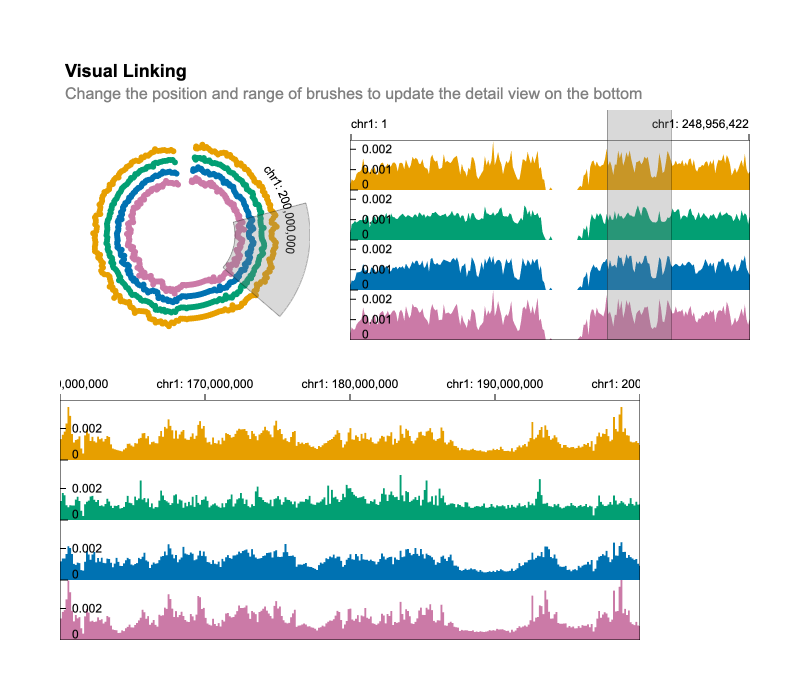 Visual Linking
Change the position and range of brushes to update the detail view on the bottom
chr1: 200,000,000
chr1: 1
chr1: 248,956,422
0.002
0.001
0
0.002
0.001
0
0.002
0.001
0
0.002
0.001
0
0,000,000
chr1: 170,000,000
chr1: 180,000,000
chr1: 190,000,000
chr1: 200
0.002
0
0.002
0
0.002
0
0.002
0